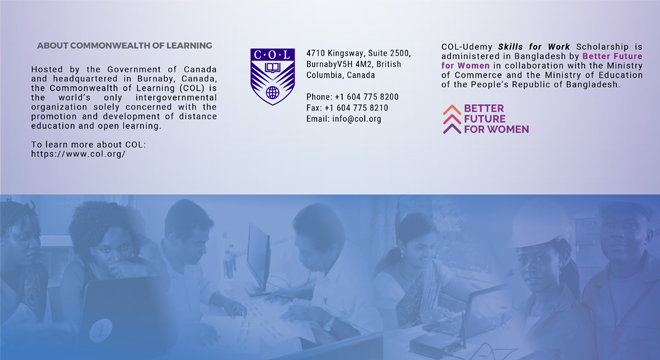 ABOUT COMMONWEALTH OF LEARNING
Hosted by the Government of Canada
and headquartered in Burnaby, Canada,
the Commonwealth of Learning (COL) is
the world's only intergovernmental
organization solely concerned with the
promotion and development of distance
education and open learning.
To learn more about COL:
https://www.col.org/
C·O·L
4710 Kingsway, Suite 2500,
BurnabyV5H 4M2, British
Columbia, Canada
Phone: +1 604 775 8200
Fax: +1 604 775 8210
Email: info@col.org
COL-Udemy Skills for Work Scholarship is
administered in Bangladesh by Better Future
for Women in collaboration with the Ministry
of Commerce and the Ministry of Education
of the People's Republic of Bangladesh.
BETTER
FUTURE
FOR WOMEN